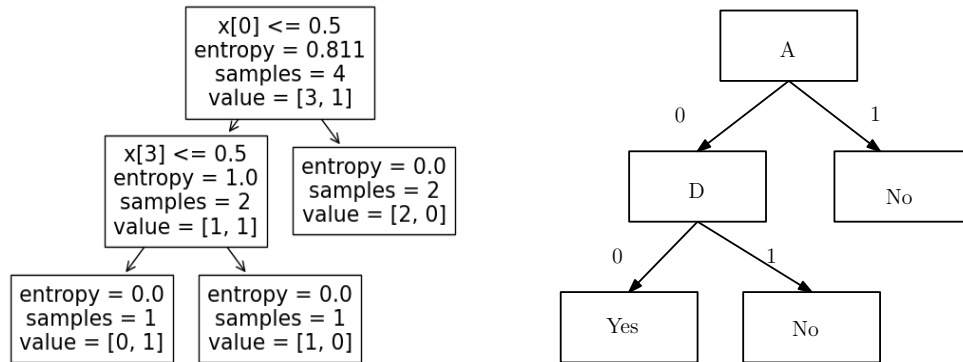 x[0] <= 0.5
entropy = 0.811
samples = 4
value = [3, 1]
x[3] <= 0.5
entropy = 1.0
samples = 2
value = [1, 1]
entropy = 0.0
samples = 2
value = [2, 0]
entropy = 0.0
samples = 1
value = [0, 1]
entropy = 0.0
samples = 1
value = [1, 0]
A
0
1
D
No
0
1
Yes
No